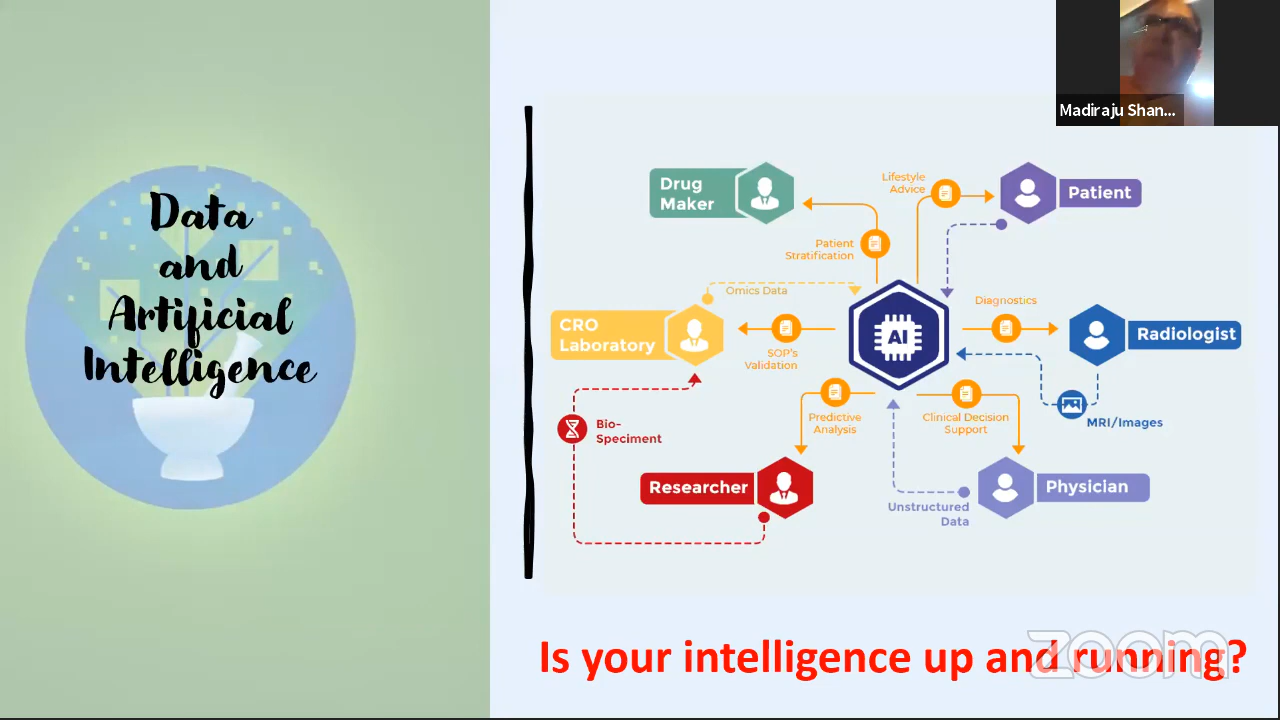 Data
and
Artificial
Intelligence
Madiraju Shan...
Drug
Maker
Lifestyle
Advice
Patient
Patient
Stratification
Omics Data
Diagnostics
CRO
Laboratory
SOP's
Validation
AI
Radiologist
Predictive
Analysis
Clinical Decision
Support
MRI/Images
Bio-
Speciment
Researcher
Physician
Unstructured
Data
Is your intelligence up and running?
zoom